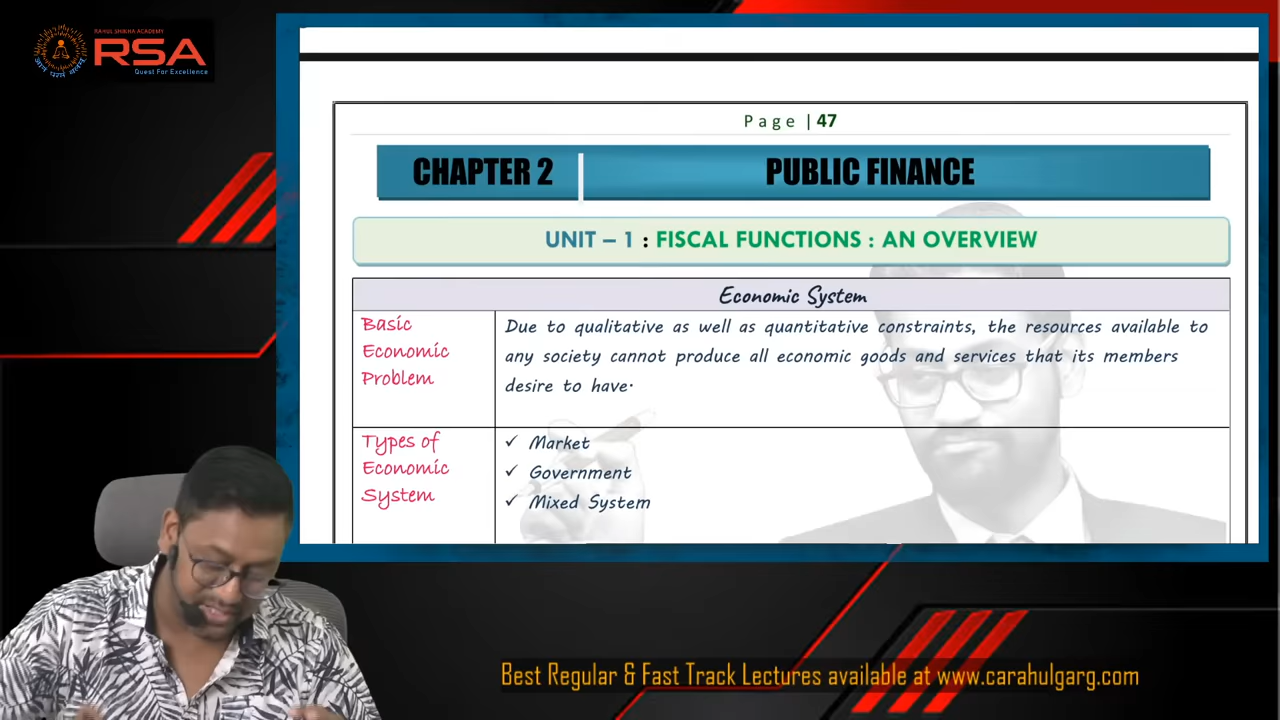 RAHUL SHIKHA ACADEMY
RSA
Quest For Excellence
Page | 47
CHAPTER 2
PUBLIC FINANCE
UNIT – 1 : FISCAL FUNCTIONS : AN OVERVIEW
Economic System
Basic
Economic
Problem
Due to qualitative as well as quantitative constraints, the resources available to
any society cannot produce all economic goods and services that its members
desire to have.
Types of
Economic
System
✓ Market
✓ Government
✓ Mixed System
Best Regular & Fast Track Lectures available at www.carahulgarg.com